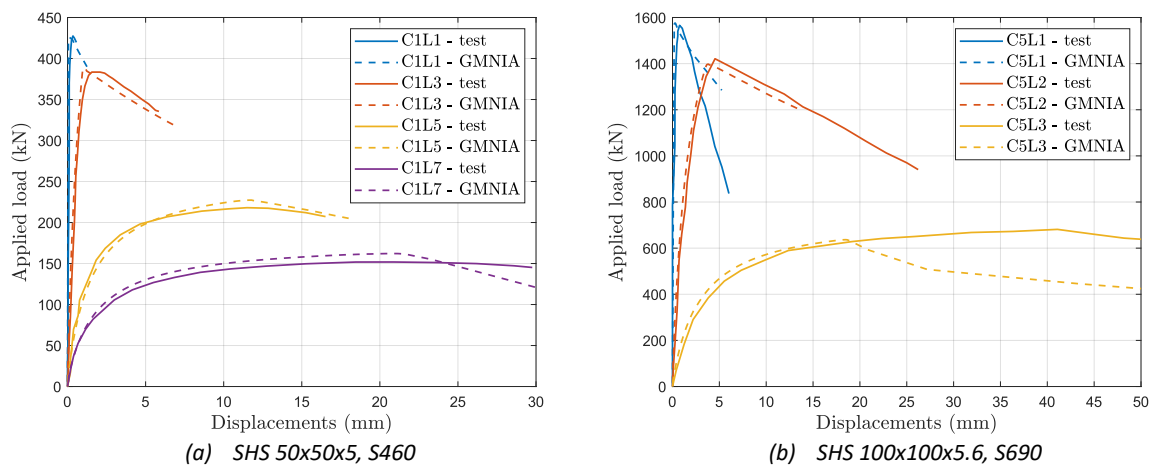 450
400
350
300
250
200
150
100
50
0
Applied load (kN)
0 5 10 15 20 25 30
Displacements (mm)
C1L1 - test
C1L1 - GMNIA
C1L3 - test
C1L3 - GMNIA
C1L5 - test
C1L5 - GMNIA
C1L7 - test
C1L7 - GMNIA
(a) SHS 50x50x5, S460
1600
1400
1200
1000
800
600
400
200
0
Applied load (kN)
0 5 10 15 20 25 30 35 40 45 50
Displacements (mm)
C5L1 - test
C5L1 - GMNIA
C5L2 - test
C5L2 - GMNIA
C5L3 - test
C5L3 - GMNIA
(b) SHS 100x100x5.6, S690